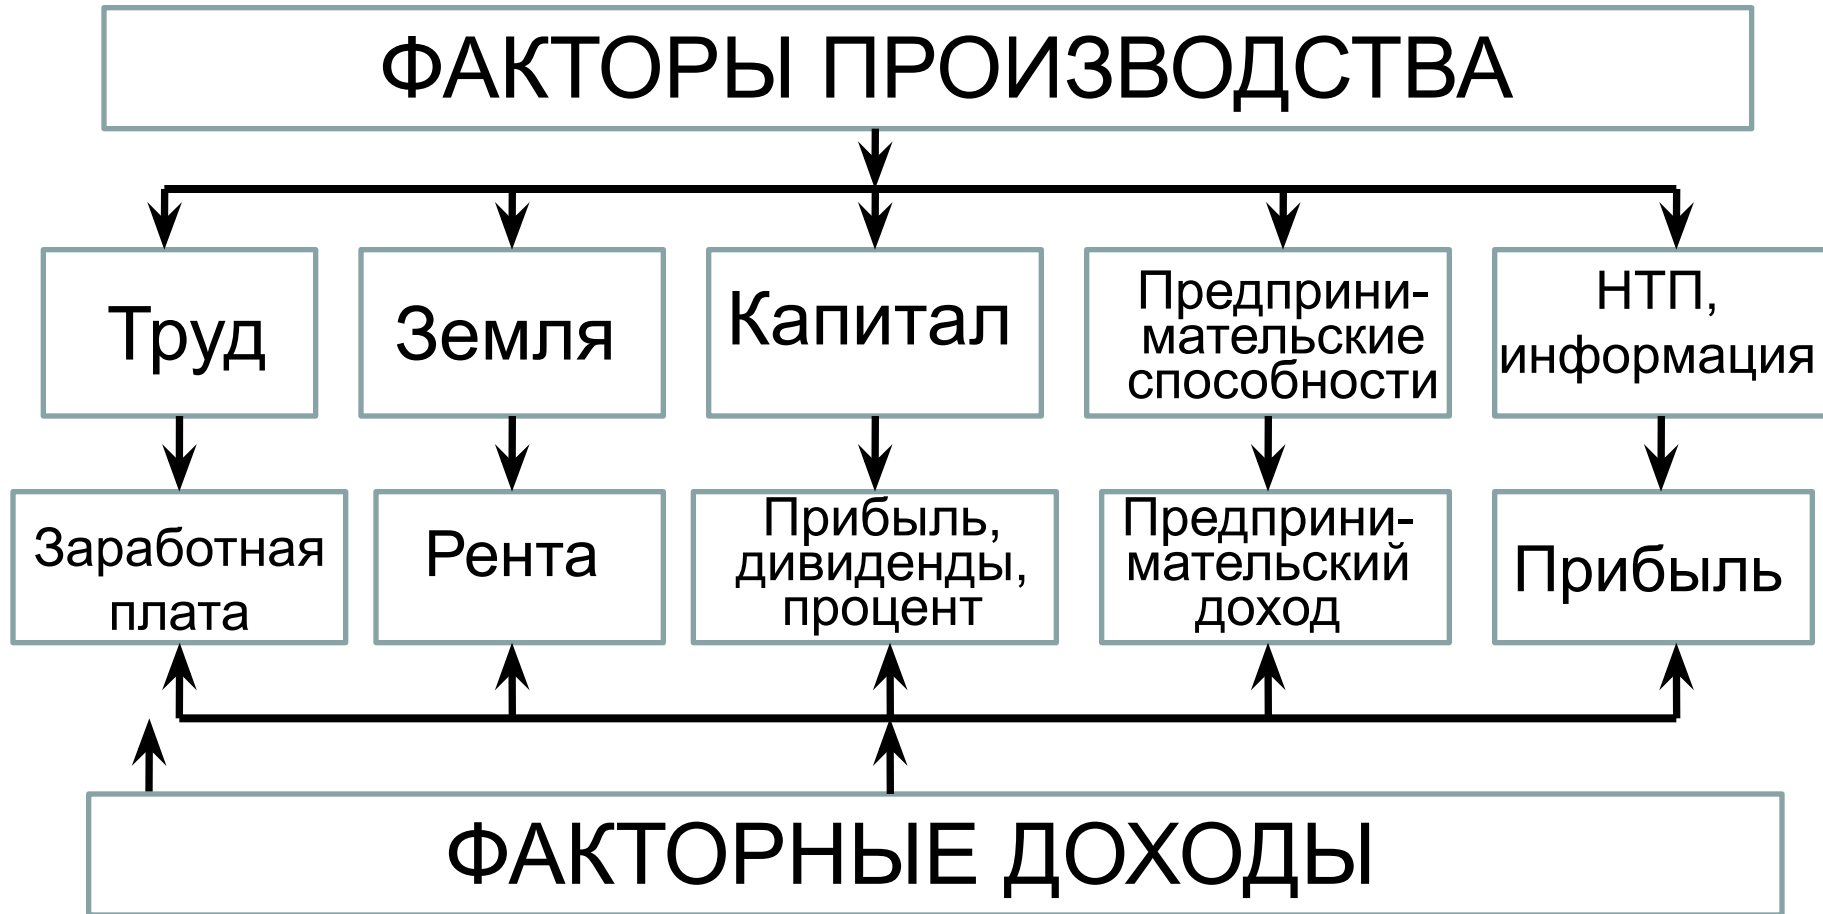 ФАКТОРЫ ПРОИЗВОДСТВА
Труд
Земля
Капитал
Предприни-
мательские
способности
НТП,
информация
Заработная
плата
Рента
Прибыль,
дивиденды,
процент
Предприни-
мательский
доход
Прибыль
ФАКТОРНЫЕ ДОХОДЫ